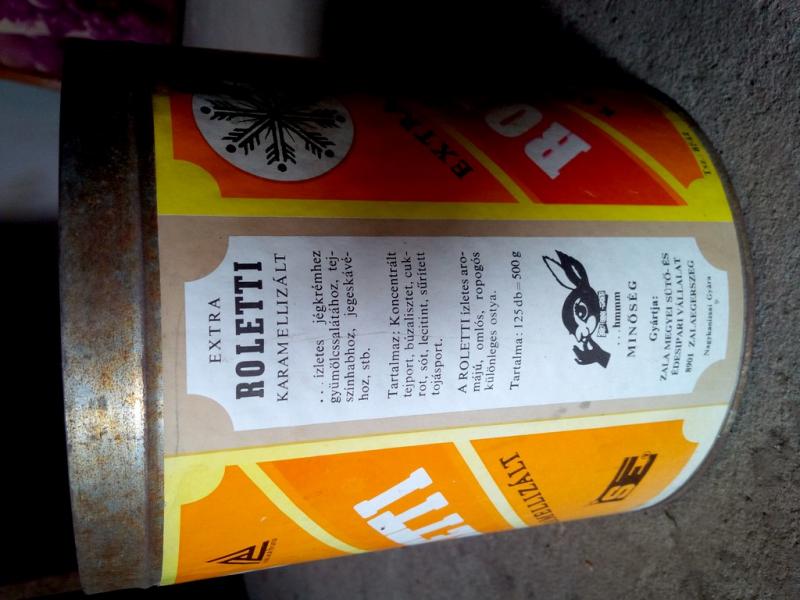 EXTRA
ROLETTI
KARAMELLIZÁLT
...ízletes jégkrémhez
gyümölcssalátához, tej-
színhabhoz, jegeskávé-
hoz, stb.
Tartalmaz: Koncentrált
tejport, búzalisztet, cuk-
rot, sót, lecitint, sűrített
tojásport.
A ROLETTI ízletes aro-
májú, omlós, ropogós
különleges ostya.
Tartalma: 125 db = 500 g
...hmmm
MINŐSÉG
Gyártja:
ZALA MEGYEI SÜTŐ- ÉS
ÉDESIPARI VÁLLALAT
8901 ZALAEGERSZEG
Nagykanizsai Gyára
EXTRA
RO